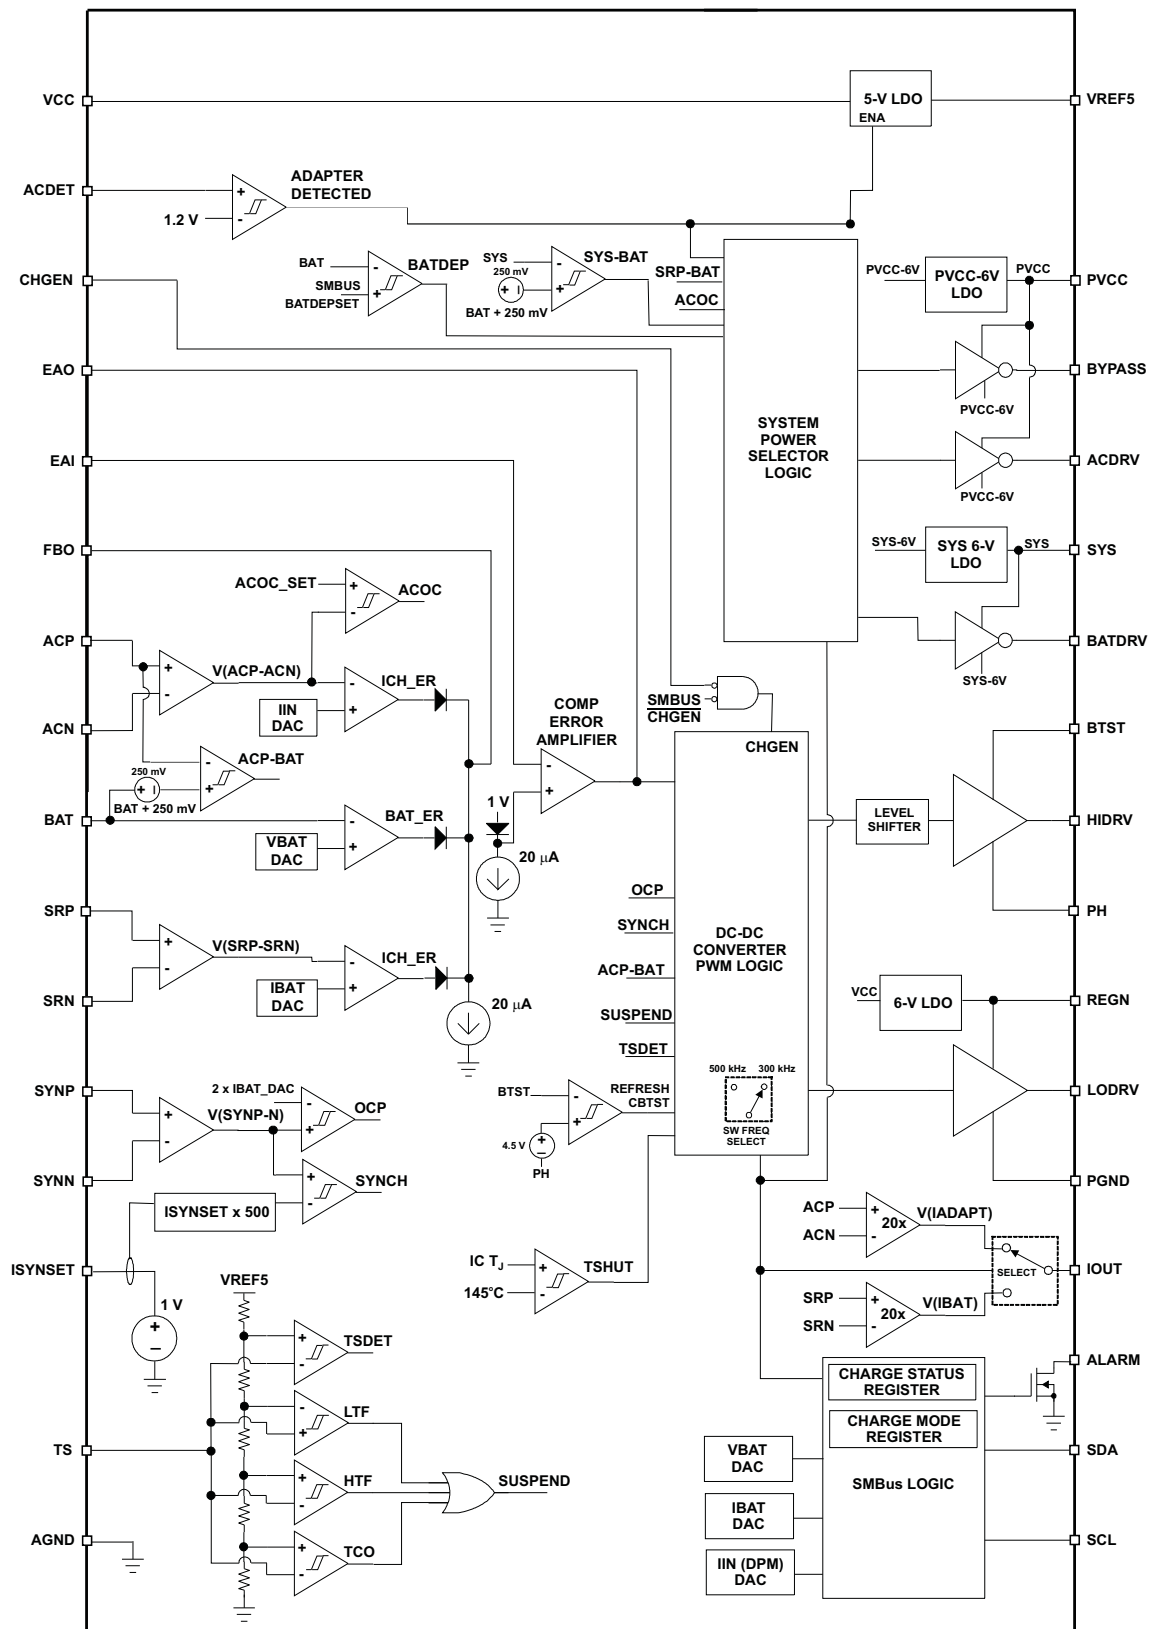 VCC
5-V LDO
ENA
VREF5
ACDET
+
-
1.2 V
ADAPTER
DETECTED
CHGEN
BAT
SMBUS
BATDEPSET
-
+
BATDEP
SYS
250 mV
+
BAT + 250 mV
-
+
SYS-BAT
SRP-BAT
ACOC
PVCC-6V
PVCC-6V
LDO
PVCC
PVCC
EAO
BYPASS
PVCC-6V
SYSTEM
POWER
SELECTOR
LOGIC
EAI
ACDRV
PVCC-6V
FBO
SYS-6V
SYS 6-V
LDO
SYS
SYS
ACOC_SET
+
-
ACOC
ACP
BATDRV
SYS-6V
+
-
V(ACP-ACN)
-
+
ICH_ER
IIN
DAC
ACN
SMBUS
CHGEN
COMP
ERROR
AMPLIFIER
CHGEN
BTST
ACP-BAT
-
+
250 mV
+
BAT + 250 mV
-
+
1 V
BAT
-
+
BAT_ER
VBAT
DAC
20 µA
LEVEL
SHIFTER
HIDRV
OCP
SRP
SYNCH
DC-DC
CONVERTER
PWM LOGIC
PH
+
-
V(SRP-SRN)
-
+
ICH_ER
IBAT
DAC
ACP-BAT
SRN
20 µA
SUSPEND
VCC
6-V LDO
REGN
TSDET
500 kHz
300 kHz
SW FREQ
SELECT
SYNP
2 x IBAT_DAC
-
+
OCP
BTST
-
+
REFRESH
CBTST
LODRV
+
-
V(SYNP-N)
4.5 V
+
-
PH
SYNN
+
-
SYNCH
PGND
ISYNSET x 500
ACP
ACN
+
-
20x
V(IADAPT)
ISYNSET
IC TJ
145°C
+
-
TSHUT
SELECT
IOUT
VREF5
1 V
+
-
SRP
SRN
+
-
20x
V(IBAT)
+
-
TSDET
ALARM
CHARGE STATUS
REGISTER
-
+
LTF
CHARGE MODE
REGISTER
TS
VBAT
DAC
SDA
+
-
HTF
SUSPEND
SMBus LOGIC
IBAT
DAC
AGND
+
-
TCO
SCL
IIN (DPM)
DAC